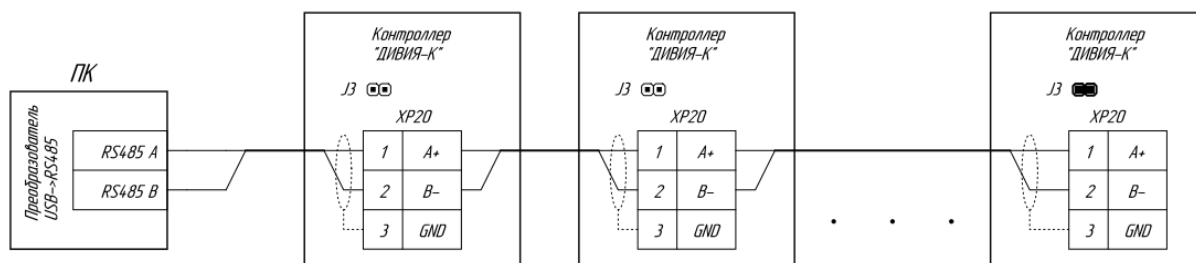 ПК
Преобразователь
USB->RS485
RS485 A
RS485 B
Контроллер
"ДИВИЯ-К"
J3
XP20
1 A+
2 B-
3 GND
Контроллер
"ДИВИЯ-К"
J3
XP20
1 A+
2 B-
3 GND
. . .
Контроллер
"ДИВИЯ-К"
J3
XP20
1 A+
2 B-
3 GND